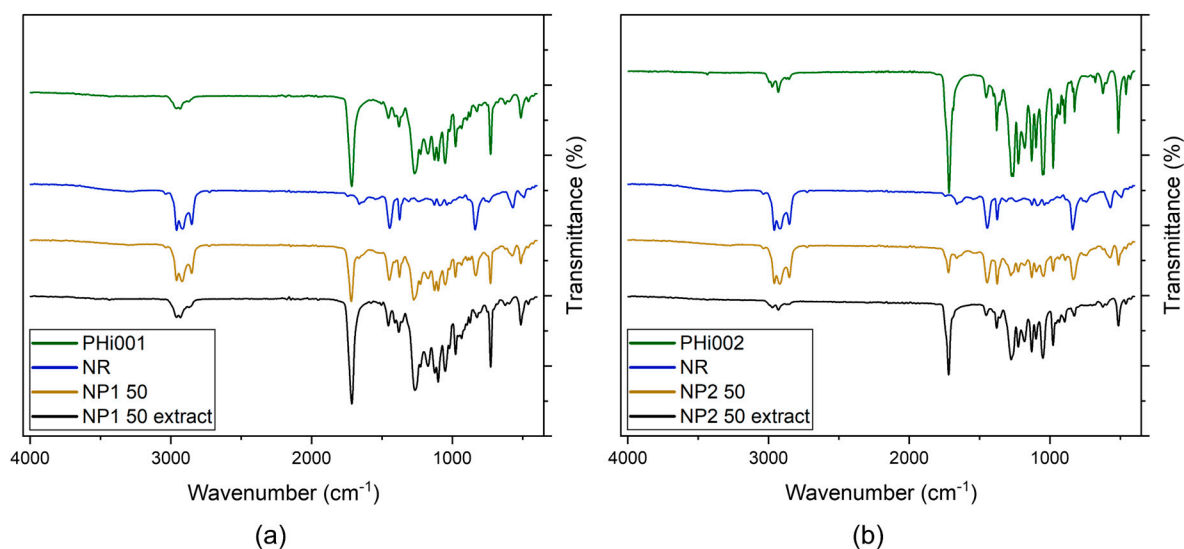 Transmittance (%)
PHi001
NR
NP1 50
NP1 50 extract
4000 3000 2000 1000
Wavenumber (cm⁻¹)
(a)
Transmittance (%)
PHi002
NR
NP2 50
NP2 50 extract
4000 3000 2000 1000
Wavenumber (cm⁻¹)
(b)